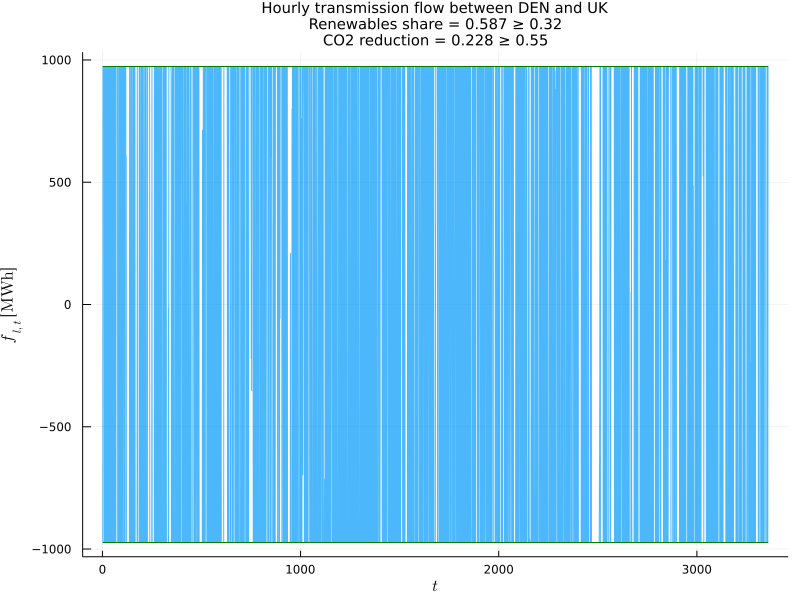 Hourly transmission flow between DEN and UK
Renewables share = 0.587 ≥ 0.32
CO2 reduction = 0.228 ≥ 0.55
1000
500
0
−500
−1000
f l,t [MWh]
0
1000
2000
3000
t